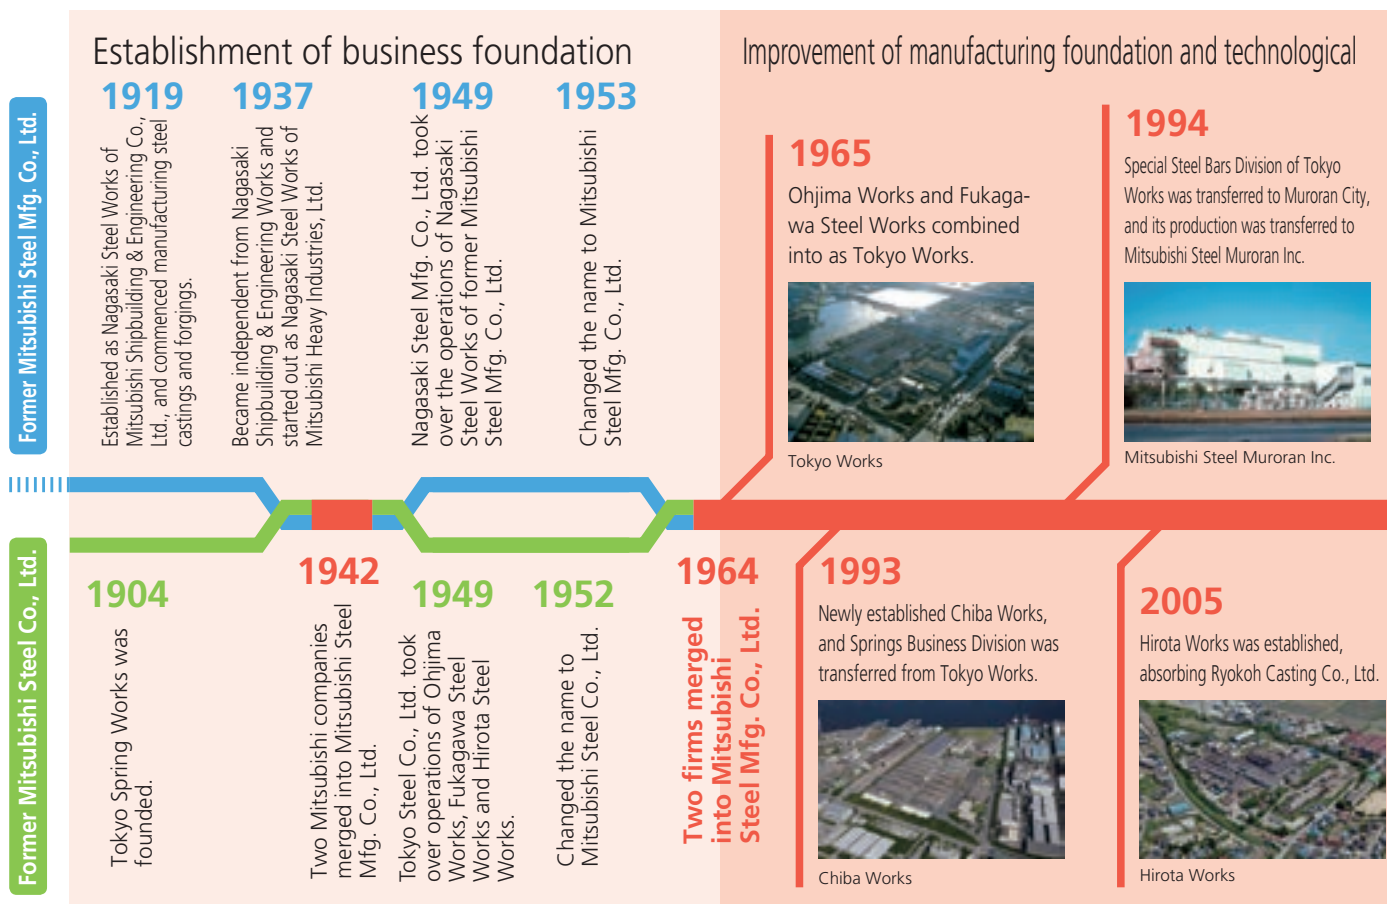 Establishment of business foundation
Improvement of manufacturing foundation and technological
Former Mitsubishi Steel Mfg. Co., Ltd.
1919
Established as Nagasaki Steel Works of
Mitsubishi Shipbuilding & Engineering Co.,
Ltd., and commenced manufacturing steel
castings and forgings.
1937
Became independent from Nagasaki
Shipbuilding & Engineering Works and
started out as Nagasaki Steel Works of
Mitsubishi Heavy Industries, Ltd.
1949
Nagasaki Steel Mfg. Co., Ltd. took
over the operations of Nagasaki
Steel Works of former Mitsubishi
Steel Mfg. Co., Ltd.
1953
Changed the name to Mitsubishi
Steel Mfg. Co., Ltd.
1965
Ohjima Works and Fukaga-
wa Steel Works combined
into as Tokyo Works.
Tokyo Works
1994
Special Steel Bars Division of Tokyo
Works was transferred to Muroran City,
and its production was transferred to
Mitsubishi Steel Muroran Inc.
Mitsubishi Steel Muroran Inc.
Former Mitsubishi Steel Co., Ltd.
1904
Tokyo Spring Works was
founded.
1942
Two Mitsubishi companies
merged into Mitsubishi Steel
Mfg. Co., Ltd.
1949
Tokyo Steel Co., Ltd. took
over operations of Ohjima
Works, Fukagawa Steel
Works and Hirota Steel
Works.
1952
Changed the name to
Mitsubishi Steel Co., Ltd.
1964
Two firms merged
into Mitsubishi
Steel Mfg. Co., Ltd.
1993
Newly established Chiba Works,
and Springs Business Division was
transferred from Tokyo Works.
Chiba Works
2005
Hirota Works was established,
absorbing Ryokoh Casting Co., Ltd.
Hirota Works